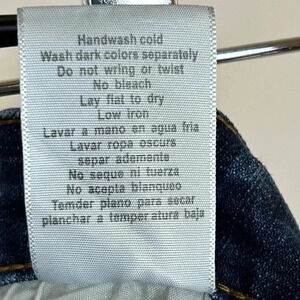 Handwash cold
Wash dark colors separately
Do not wring or twist
No bleach
Lay flat to dry
Low iron
Lavar a mano en agua fria
Lavar ropa oscurs
separ ademente
No seque ni tuerza
No acepta blanqueo
Temder plano para secar
planchar a temper atura baja